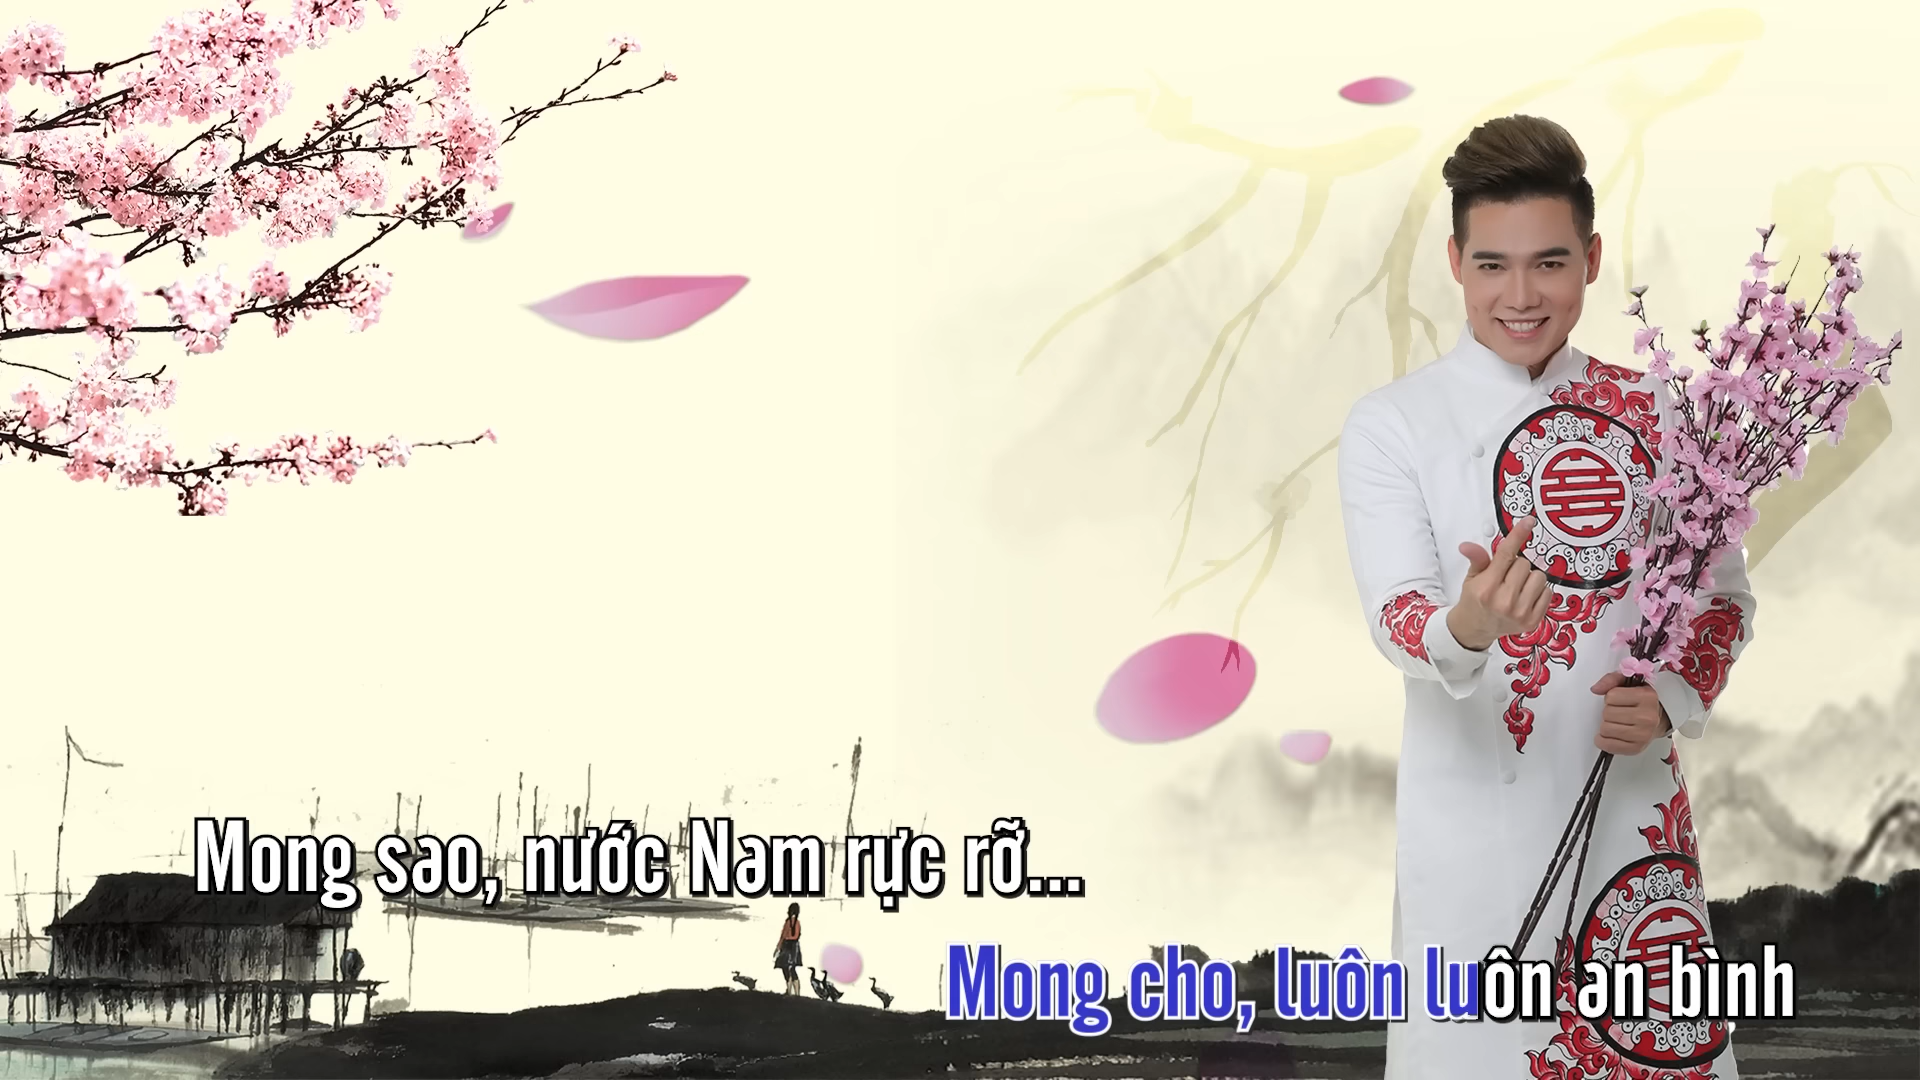 Mong sao, nước Nam rực rỡ...
Mong cho, luôn luôn an bình